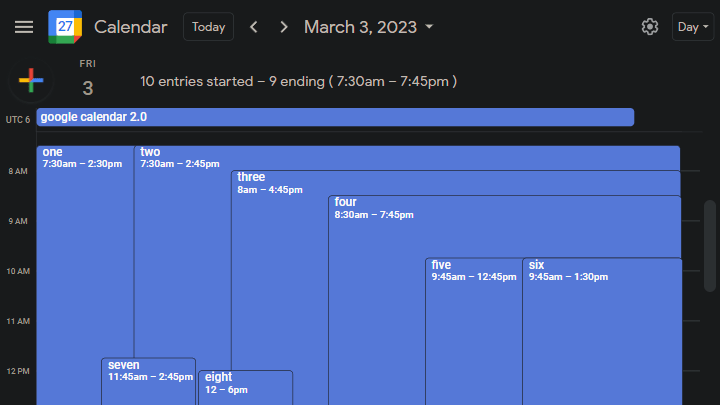 27 Calendar Today March 3, 2023 Day
FRI
3
10 entries started – 9 ending ( 7:30am – 7:45pm )
UTC 6
google calendar 2.0
one
7:30am – 2:30pm
two
7:30am – 2:45pm
8 AM
three
8am – 4:45pm
four
8:30am – 7:45pm
9 AM
five
9:45am – 12:45pm
six
9:45am – 1:30pm
10 AM
11 AM
seven
11:45am – 2:45pm
12 PM
eight
12 – 6pm